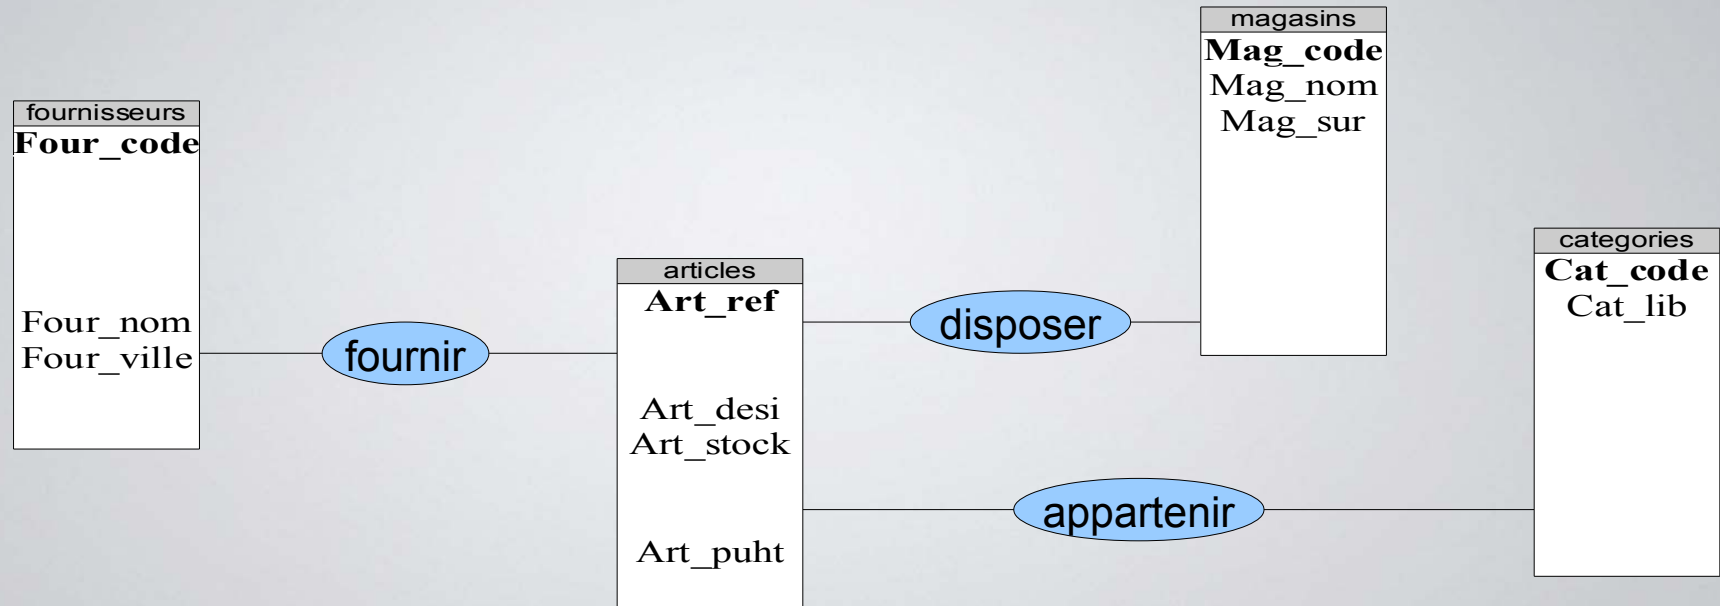 fournisseurs
Four_code
Four_nom
Four_ville
fournir
articles
Art_ref
Art_desi
Art_stock
Art_puht
disposer
magasins
Mag_code
Mag_nom
Mag_sur
appartenir
categories
Cat_code
Cat_lib